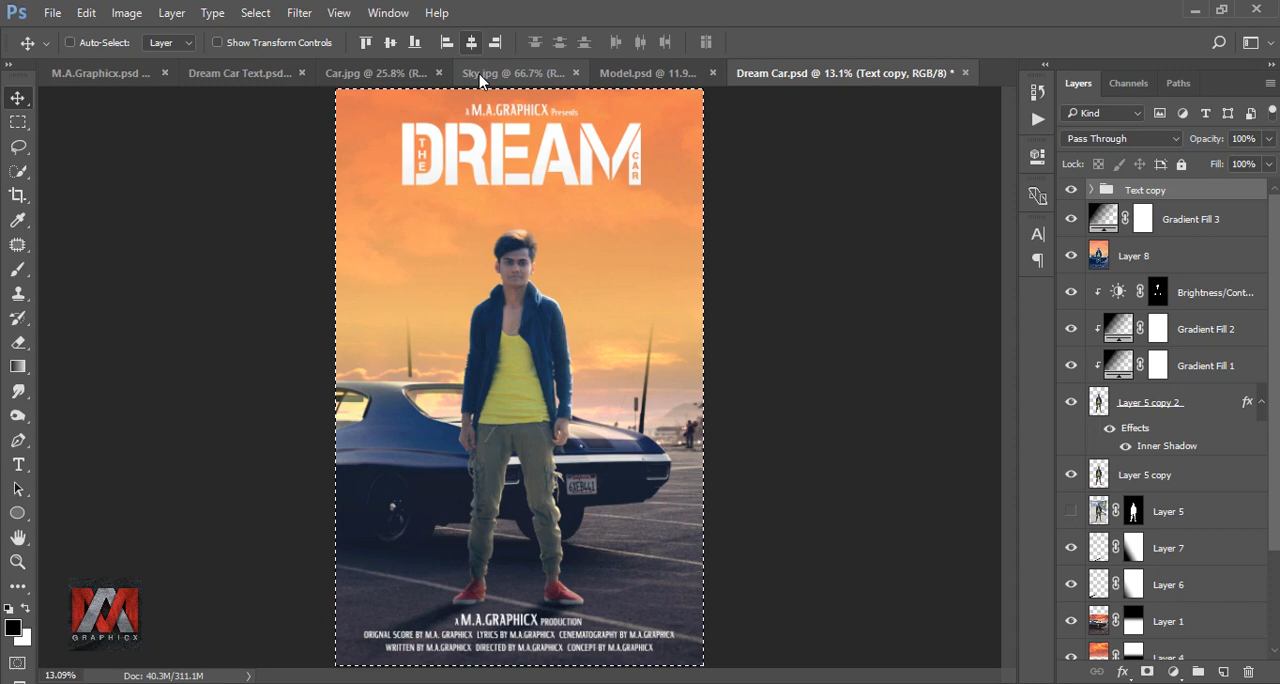 Ps File Edit Image Layer Type Select Filter View Window Help
Auto-Select: Layer Show Transform Controls
M.A.Graphicx.psd ... × Dream Car Text.psd... × Car.jpg @ 25.8% (R... × Sky.jpg @ 66.7% (R... × Model.psd @ 11.9... × Dream Car.psd @ 13.1% (Text copy, RGB/8) * ×
Layers Channels Paths
Kind
Pass Through Opacity: 100%
Lock: Fill: 100%
Text copy
Gradient Fill 3
Layer 8
Brightness/Cont...
Gradient Fill 2
Gradient Fill 1
Layer 5 copy 2 fx
Effects
Inner Shadow
Layer 5 copy
Layer 5
Layer 7
Layer 6
Layer 1
Layer 4
A M.A.GRAPHICX Presents
THE DREAM CAR
6XEB441
A M.A.GRAPHICX PRODUCTION
ORIGNAL SCORE BY M.A. GRAPHICX LYRICS BY M.A.GRAPHICX CENEMATOGRAPHY BY M.A.GRAPHICX
WRITTEN BY M.A.GRAPHICX DIRECTED BY M.A.GRAPHICX CONCEPT BY M.A.GRAPHICX
MA
GRAPHICX
13.09% Doc: 40.3M/311.1M